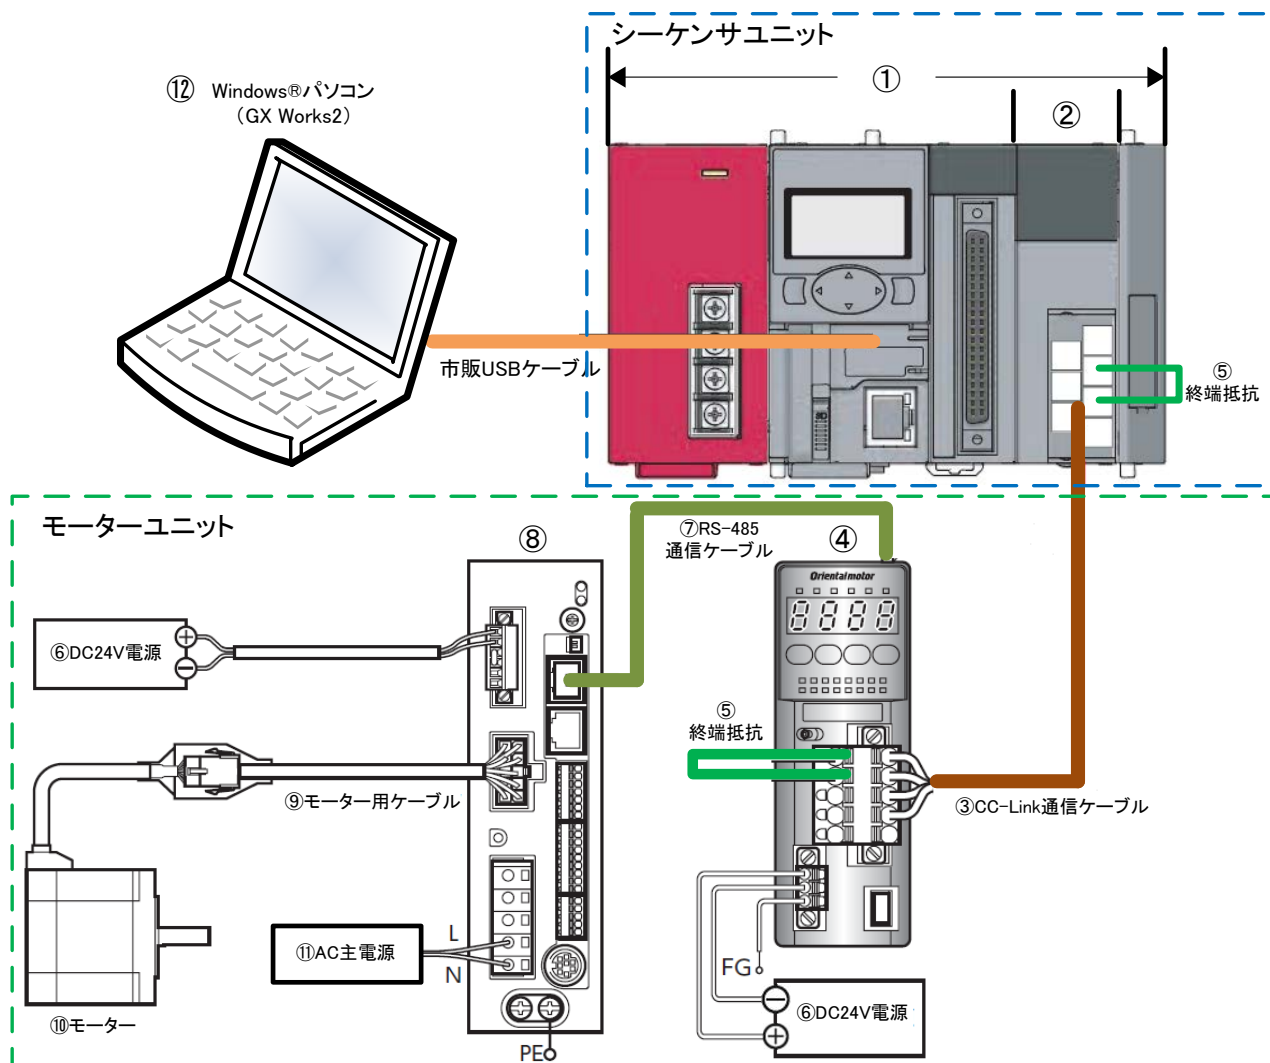 シーケンサユニット
①
②
⑫ Windows®パソコン
(GX Works2)
市販USBケーブル
⑤
終端抵抗
モーターユニット
⑧
⑦RS-485
通信ケーブル
④
Orientalmotor
8888
⑥DC24V電源
+
−
⑤
終端抵抗
⑨モーター用ケーブル
③CC-Link通信ケーブル
⑪AC主電源
L
N
FG
⑩モーター
−
⑥DC24V電源
+
PE